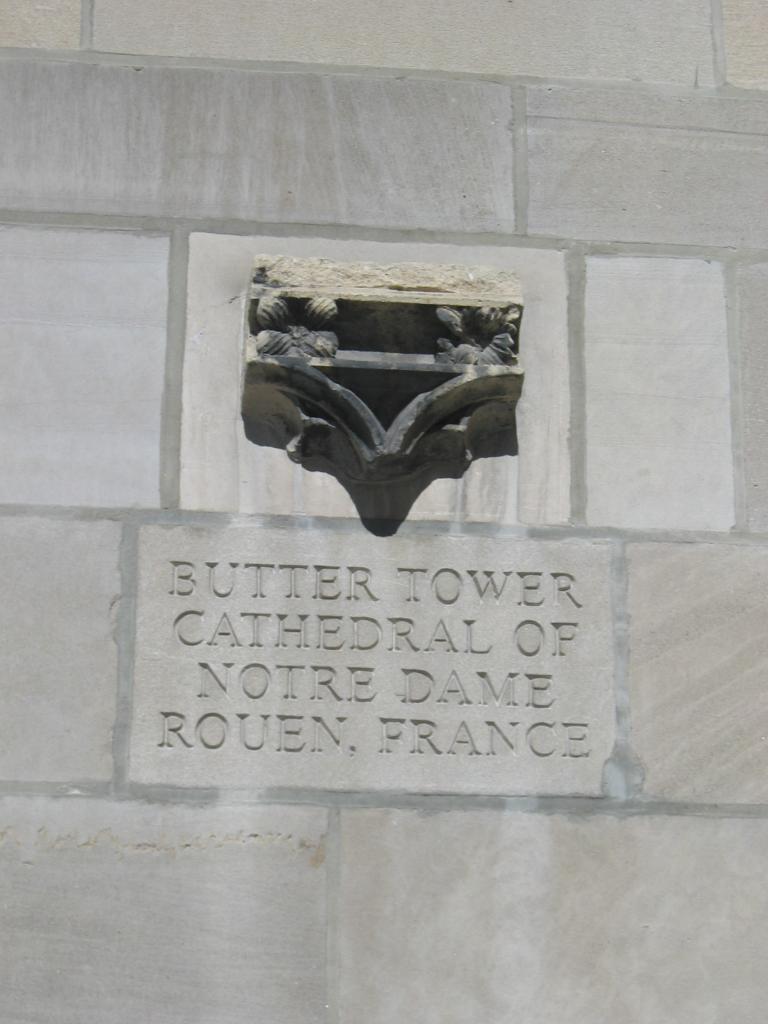 BUTTER TOWER
CATHEDRAL OF
NOTRE DAME
ROUEN, FRANCE